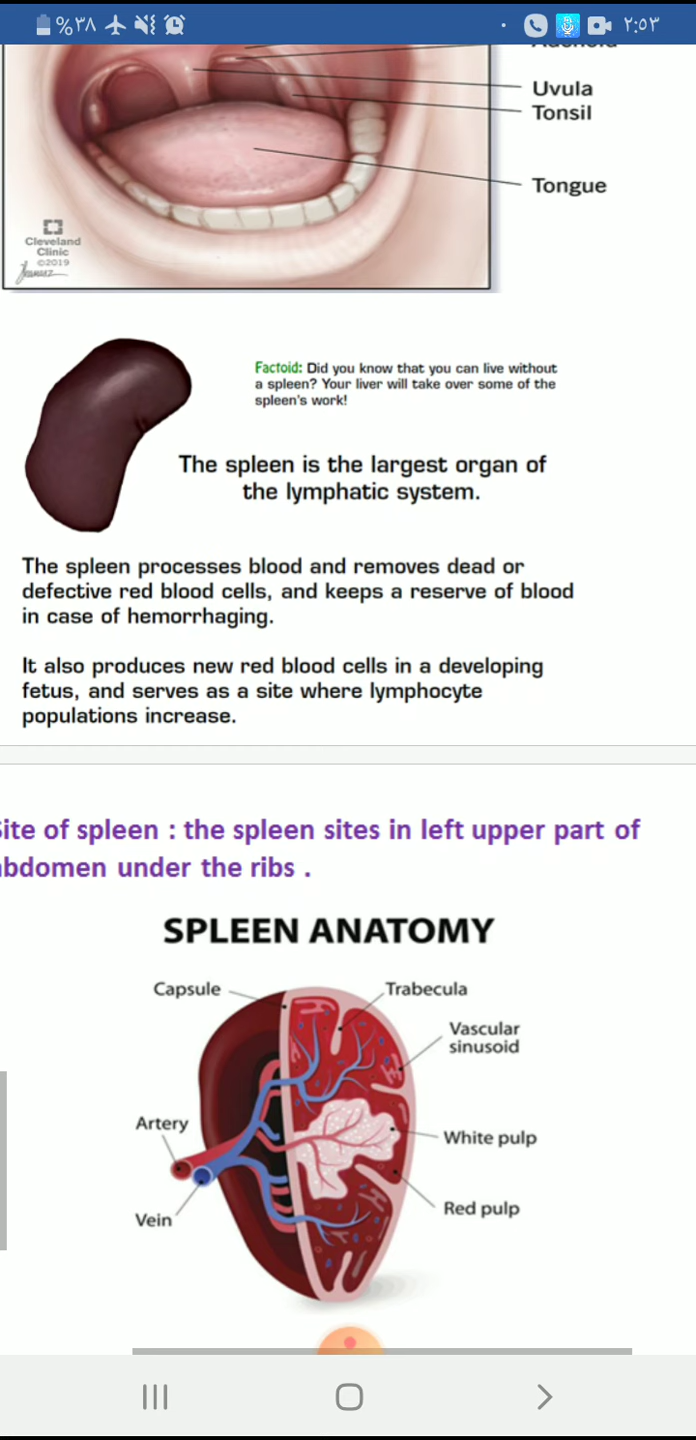 %٣٨
٢:٥٣
Uvula
Tonsil
Tongue
Cleveland
Clinic
©2019
Factoid: Did you know that you can live without
a spleen? Your liver will take over some of the
spleen's work!
The spleen is the largest organ of
the lymphatic system.
The spleen processes blood and removes dead or
defective red blood cells, and keeps a reserve of blood
in case of hemorrhaging.
It also produces new red blood cells in a developing
fetus, and serves as a site where lymphocyte
populations increase.
ite of spleen : the spleen sites in left upper part of
bdomen under the ribs .
SPLEEN ANATOMY
Capsule
Trabecula
Vascular
sinusoid
Artery
White pulp
Red pulp
Vein